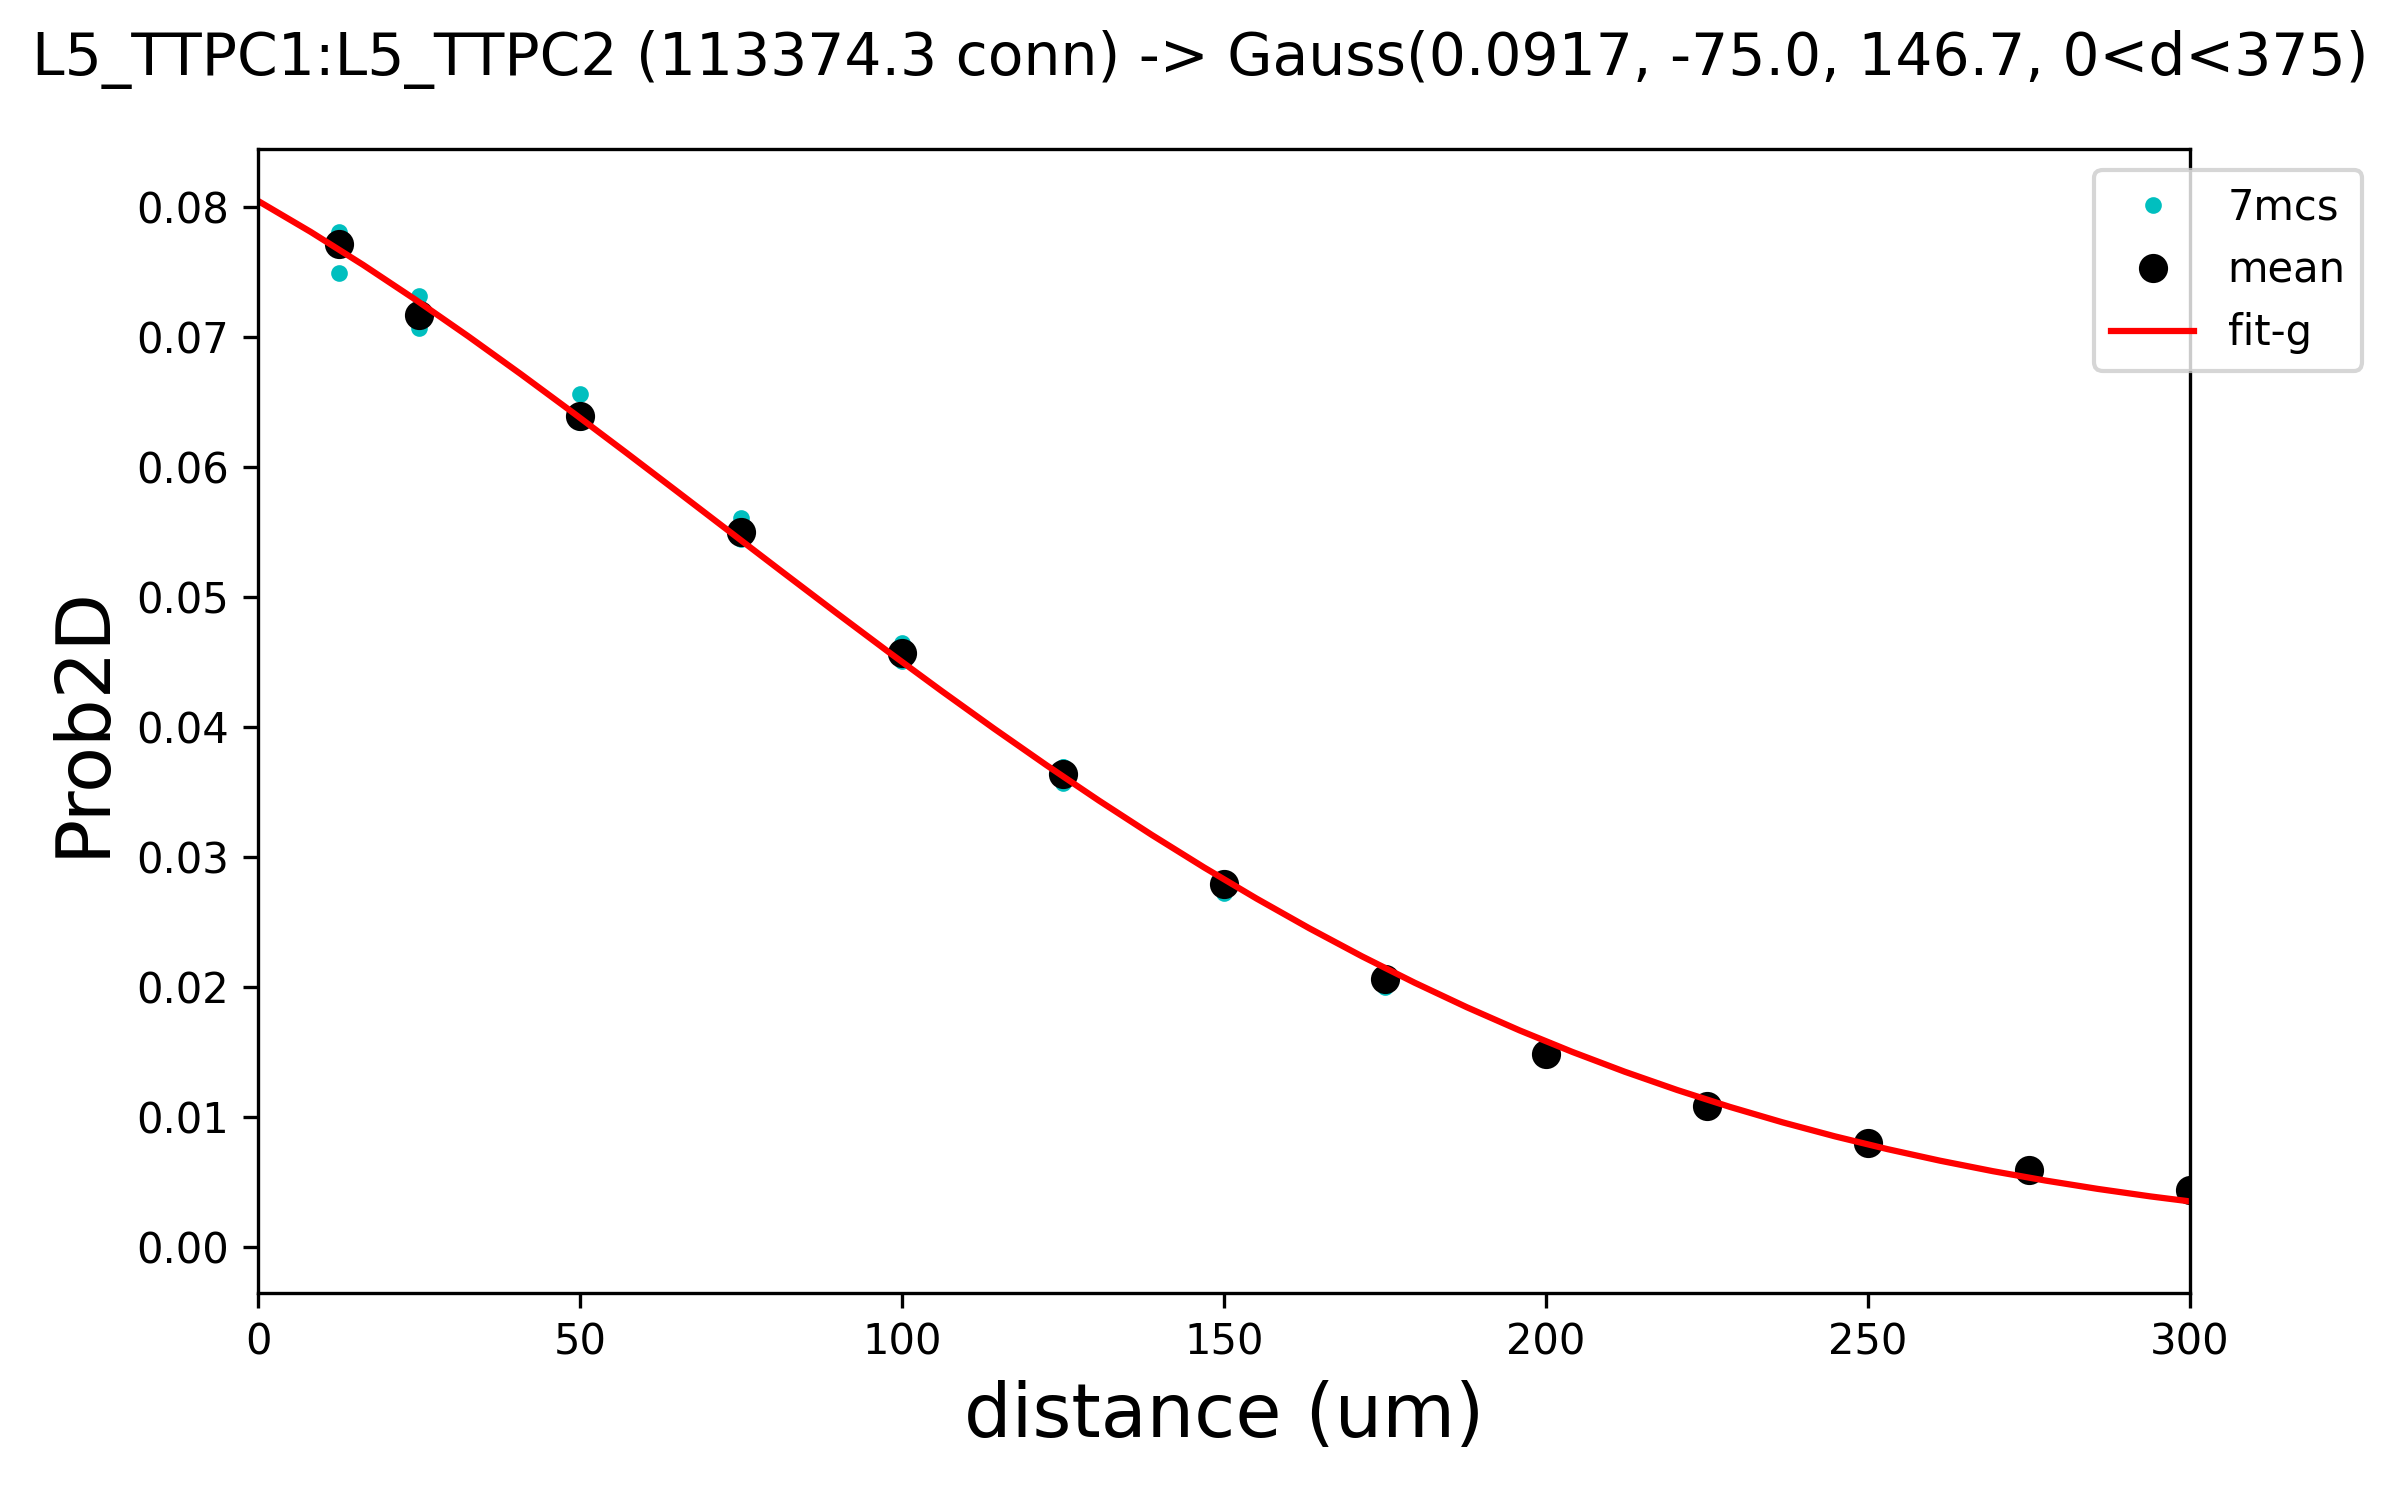 L5_TTPC1:L5_TTPC2 (113374.3 conn) -> Gauss(0.0917, -75.0, 146.7, 0<d<375)
7mcs
mean
fit-g
0.08
0.07
0.06
0.05
0.04
0.03
0.02
0.01
0.00
Prob2D
0 50 100 150 200 250 300
distance (um)